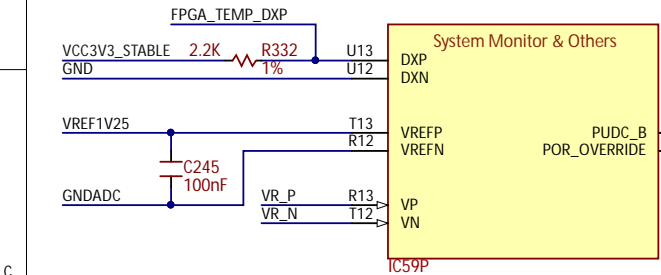 FPGA_TEMP_DXP
System Monitor & Others
VCC3V3_STABLE 2.2K R332 U13 DXP
1%
GND U12 DXN
VREF1V25 T13 VREFP PUDC_B
R12 VREFN POR_OVERRIDE
C245
100nF
GNDADC VR_P R13 VP
VR_N T12 VN
C IC59P